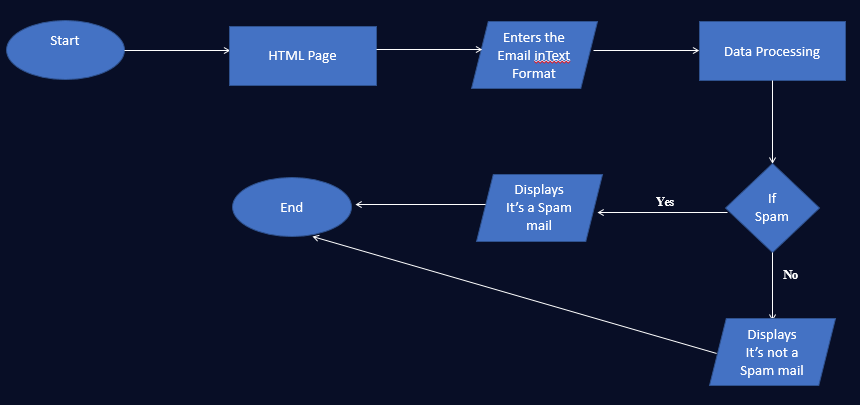 Start
HTML Page
Enters the
Email inText
Format
Data Processing
If
Spam
Yes
Displays
It’s a Spam
mail
End
No
Displays
It’s not a
Spam mail